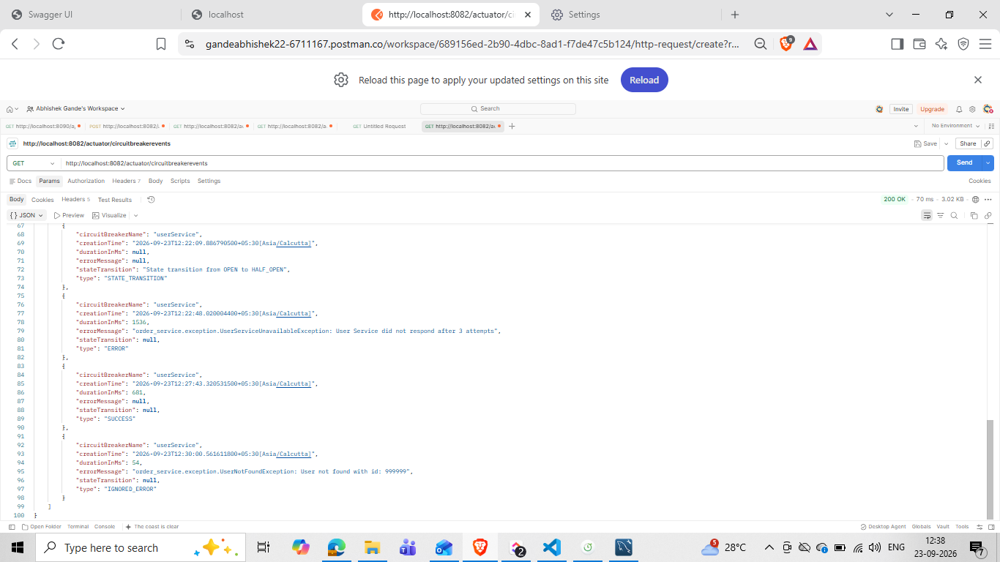 Swagger UI
localhost
http://localhost:8082/actuator/ci
Settings
gandeabhishek22-6711167.postman.co/workspace/689156ed-2b90-4dbc-8ad1-f7de47c5b124/http-request/create?r...
9
Reload this page to apply your updated settings on this site
Reload
Abhishek Gande's Workspace
Search
Invite
Upgrade
GET http://localhost:8090/a
POST http://localhost:8082/
GET http://localhost:8082/a
GET http://localhost:8082/a
GET Untitled Request
GET http://localhost:8082/a
No Environment
http://localhost:8082/actuator/circuitbreakerevents
Save
Share
GET
http://localhost:8082/actuator/circuitbreakerevents
Send
Docs
Params
Authorization
Headers 7
Body
Scripts
Settings
Cookies
Body
Cookies
Headers 5
Test Results
200 OK
70 ms
3.02 KB
{ } JSON
Preview
Visualize
67 {
68 "circuitBreakerName": "userService",
69 "creationTime": "2026-09-23T12:22:09.886790500+05:30[Asia/Calcutta]",
70 "durationInMs": null,
71 "errorMessage": null,
72 "stateTransition": "State transition from OPEN to HALF_OPEN",
73 "type": "STATE_TRANSITION"
74 },
75 {
76 "circuitBreakerName": "userService",
77 "creationTime": "2026-09-23T12:22:48.020004400+05:30[Asia/Calcutta]",
78 "durationInMs": 1536,
79 "errorMessage": "order_service.exception.UserServiceUnavailableException: User Service did not respond after 3 attempts",
80 "stateTransition": null,
81 "type": "ERROR"
82 },
83 {
84 "circuitBreakerName": "userService",
85 "creationTime": "2026-09-23T12:27:43.320531500+05:30[Asia/Calcutta]",
86 "durationInMs": 681,
87 "errorMessage": null,
88 "stateTransition": null,
89 "type": "SUCCESS"
90 },
91 {
92 "circuitBreakerName": "userService",
93 "creationTime": "2026-09-23T12:30:00.561611800+05:30[Asia/Calcutta]",
94 "durationInMs": 54,
95 "errorMessage": "order_service.exception.UserNotFoundException: User not found with id: 999999",
96 "stateTransition": null,
97 "type": "IGNORED_ERROR"
98 }
99 ]
100 }
Open Folder
Terminal
Console
The coast is clear
Desktop Agent
Globals
Vault
Tools
Type here to search
2
5
28°C
ENG
12:38
23-09-2026
7